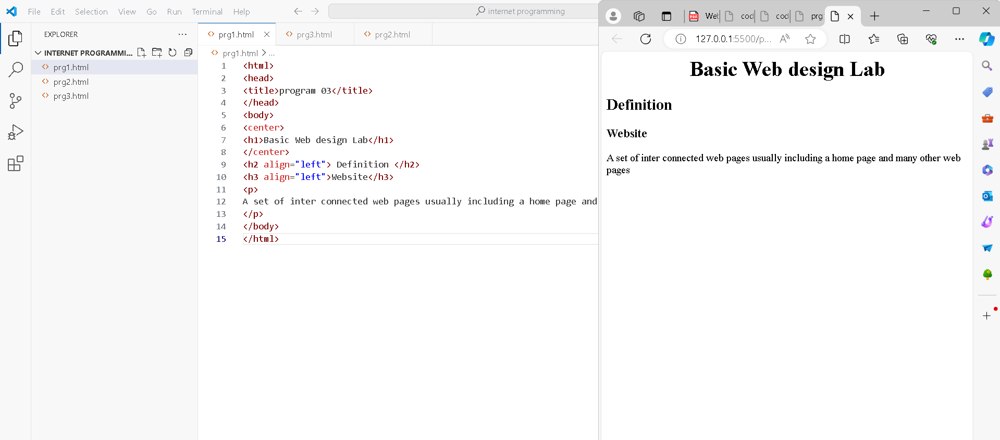 File Edit Selection View Go Run Terminal Help
internet programming
EXPLORER
INTERNET PROGRAMMI...
prg1.html
prg2.html
prg3.html
prg1.html prg3.html prg2.html
prg1.html > ...
1 <html>
2 <head>
3 <title>program 03</title>
4 </head>
5 <body>
6 <center>
7 <h1>Basic Web design Lab</h1>
8 </center>
9 <h2 align="left"> Definition </h2>
10 <h3 align="left">Website</h3>
11 <p>
12 A set of inter connected web pages usually including a home page and
13 </p>
14 </body>
15 </html>
PDF Wel cod cod prg
127.0.0.1:5500/p...
Basic Web design Lab
Definition
Website
A set of inter connected web pages usually including a home page and many other web
pages